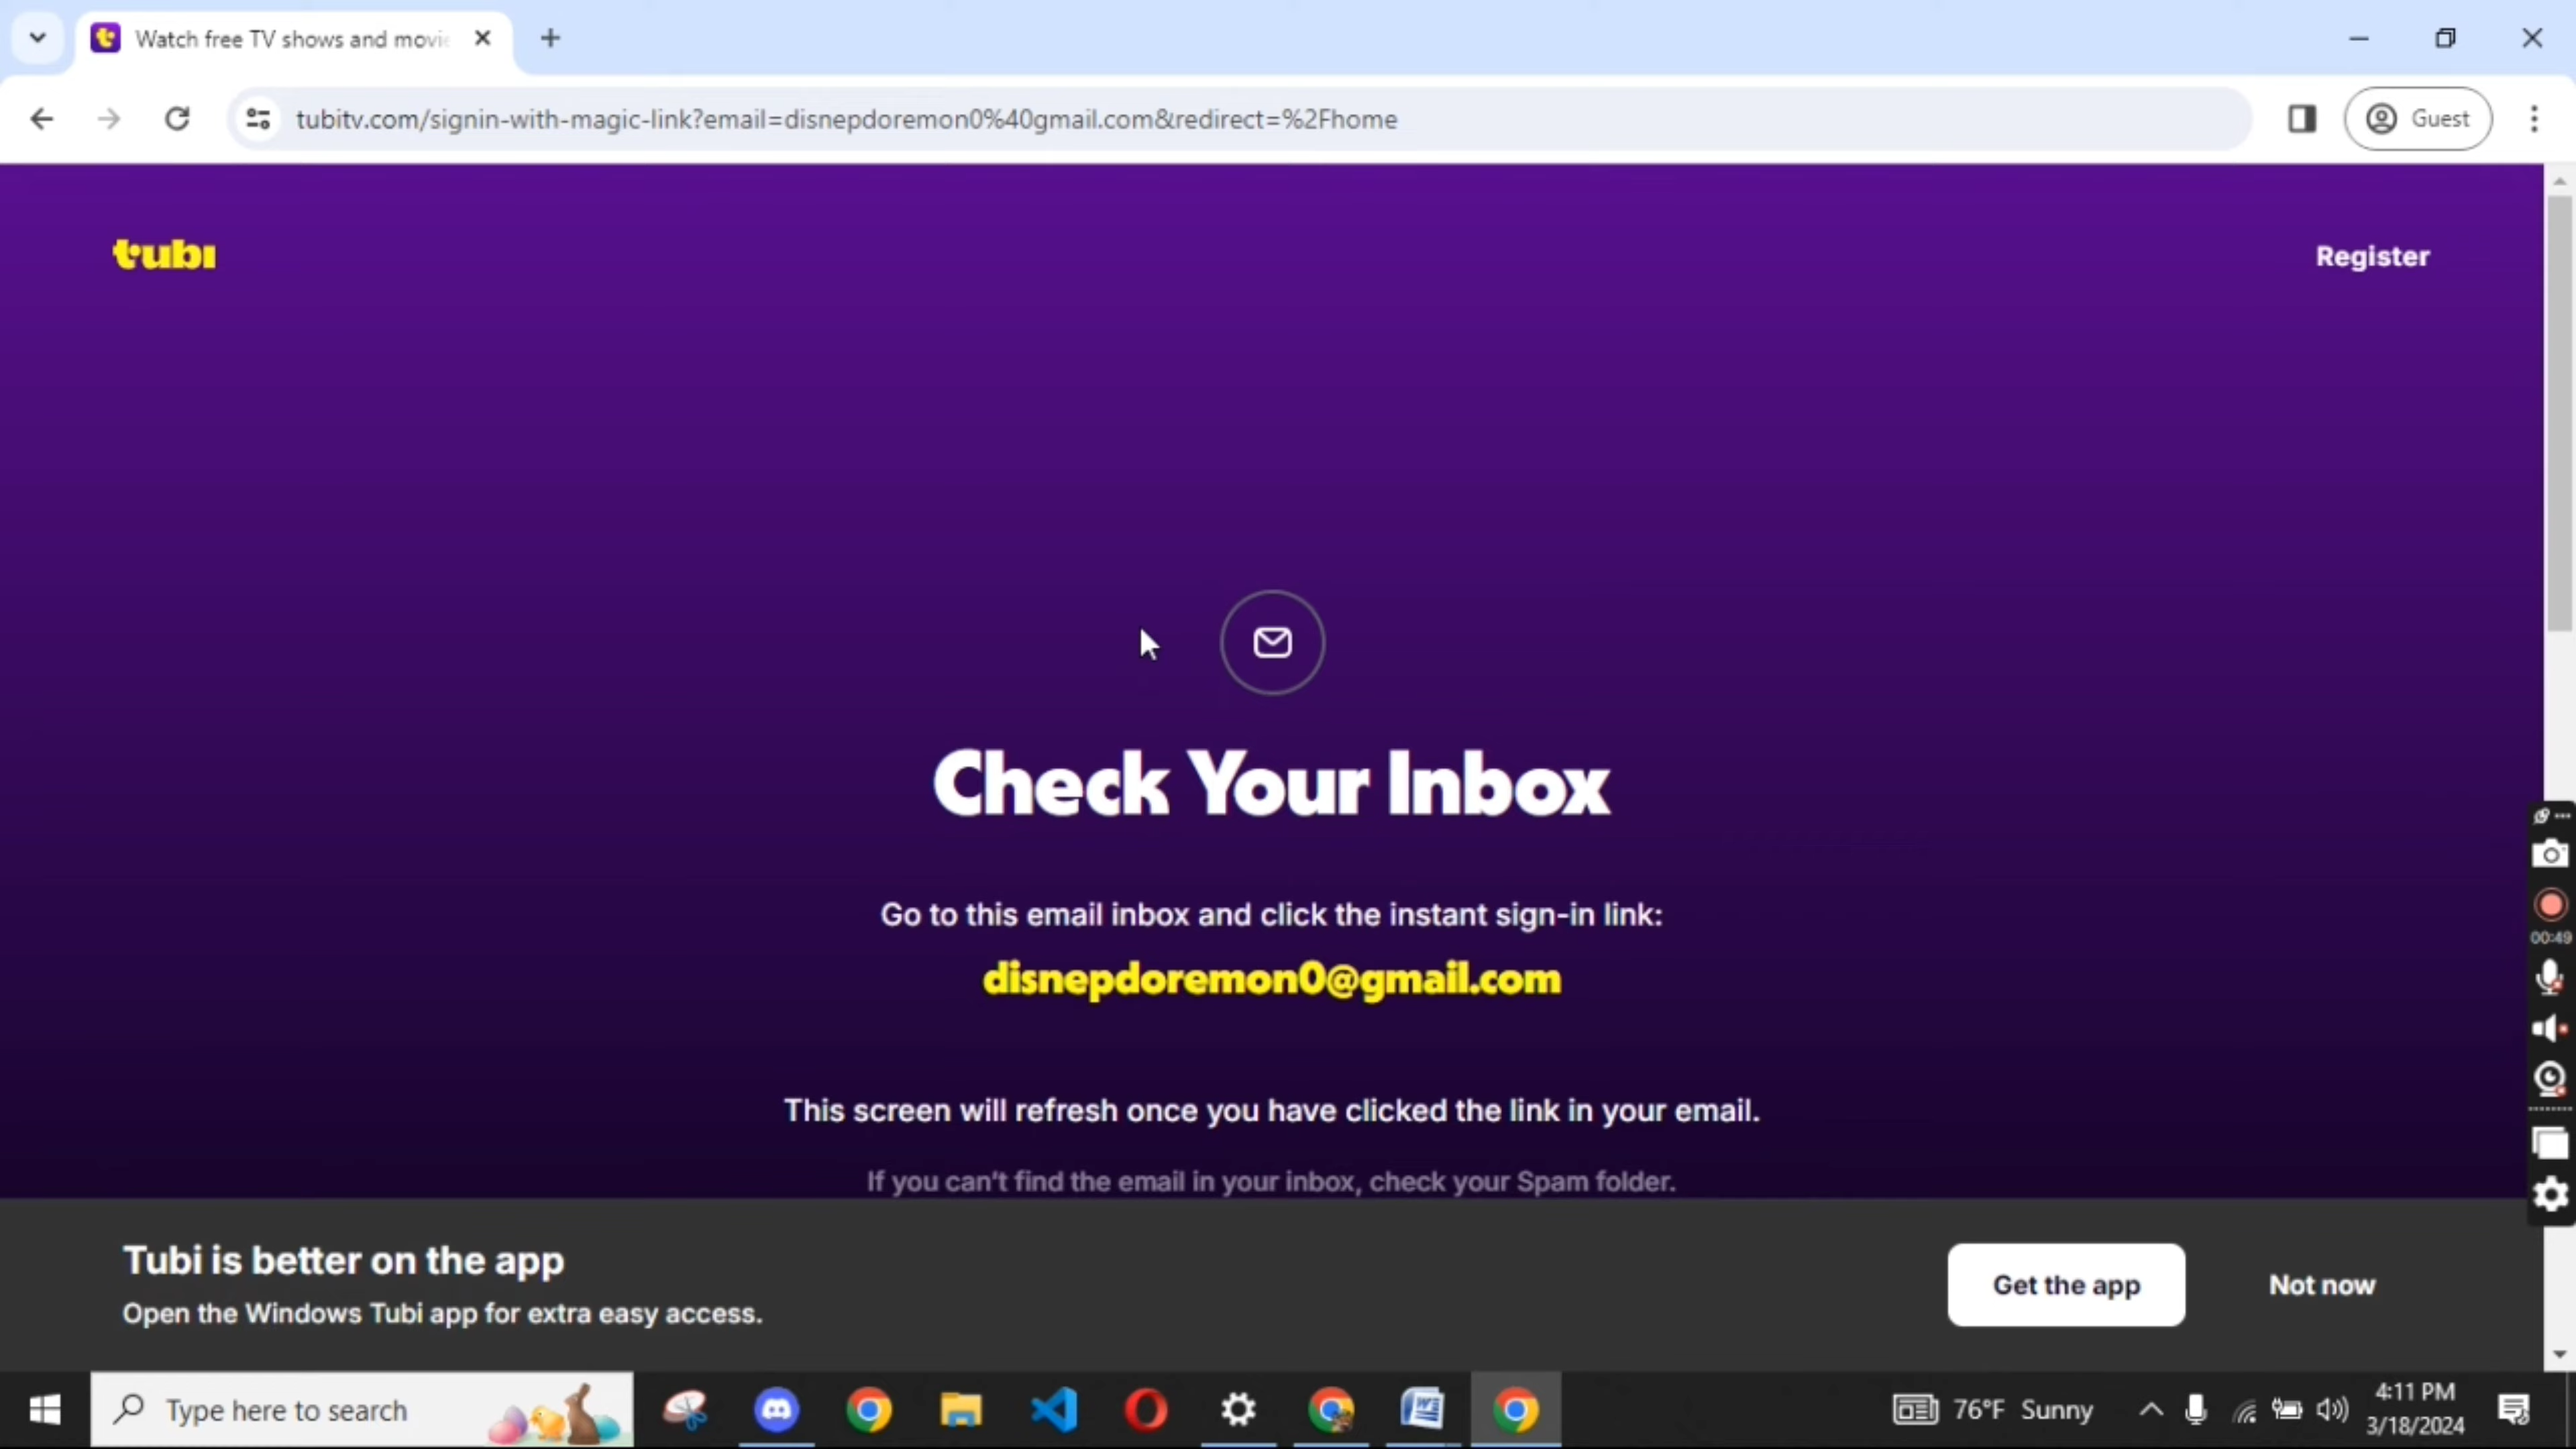 Watch free TV shows and movie
tubitv.com/signin-with-magic-link?email=disnepdoremon0%40gmail.com&redirect=%2Fhome
Guest
tubi
Register
Check Your Inbox
Go to this email inbox and click the instant sign-in link:
disnepdoremon0@gmail.com
This screen will refresh once you have clicked the link in your email.
If you can't find the email in your inbox, check your Spam folder.
00:49
Tubi is better on the app
Open the Windows Tubi app for extra easy access.
Get the app
Not now
Type here to search
76°F Sunny
4:11 PM
3/18/2024